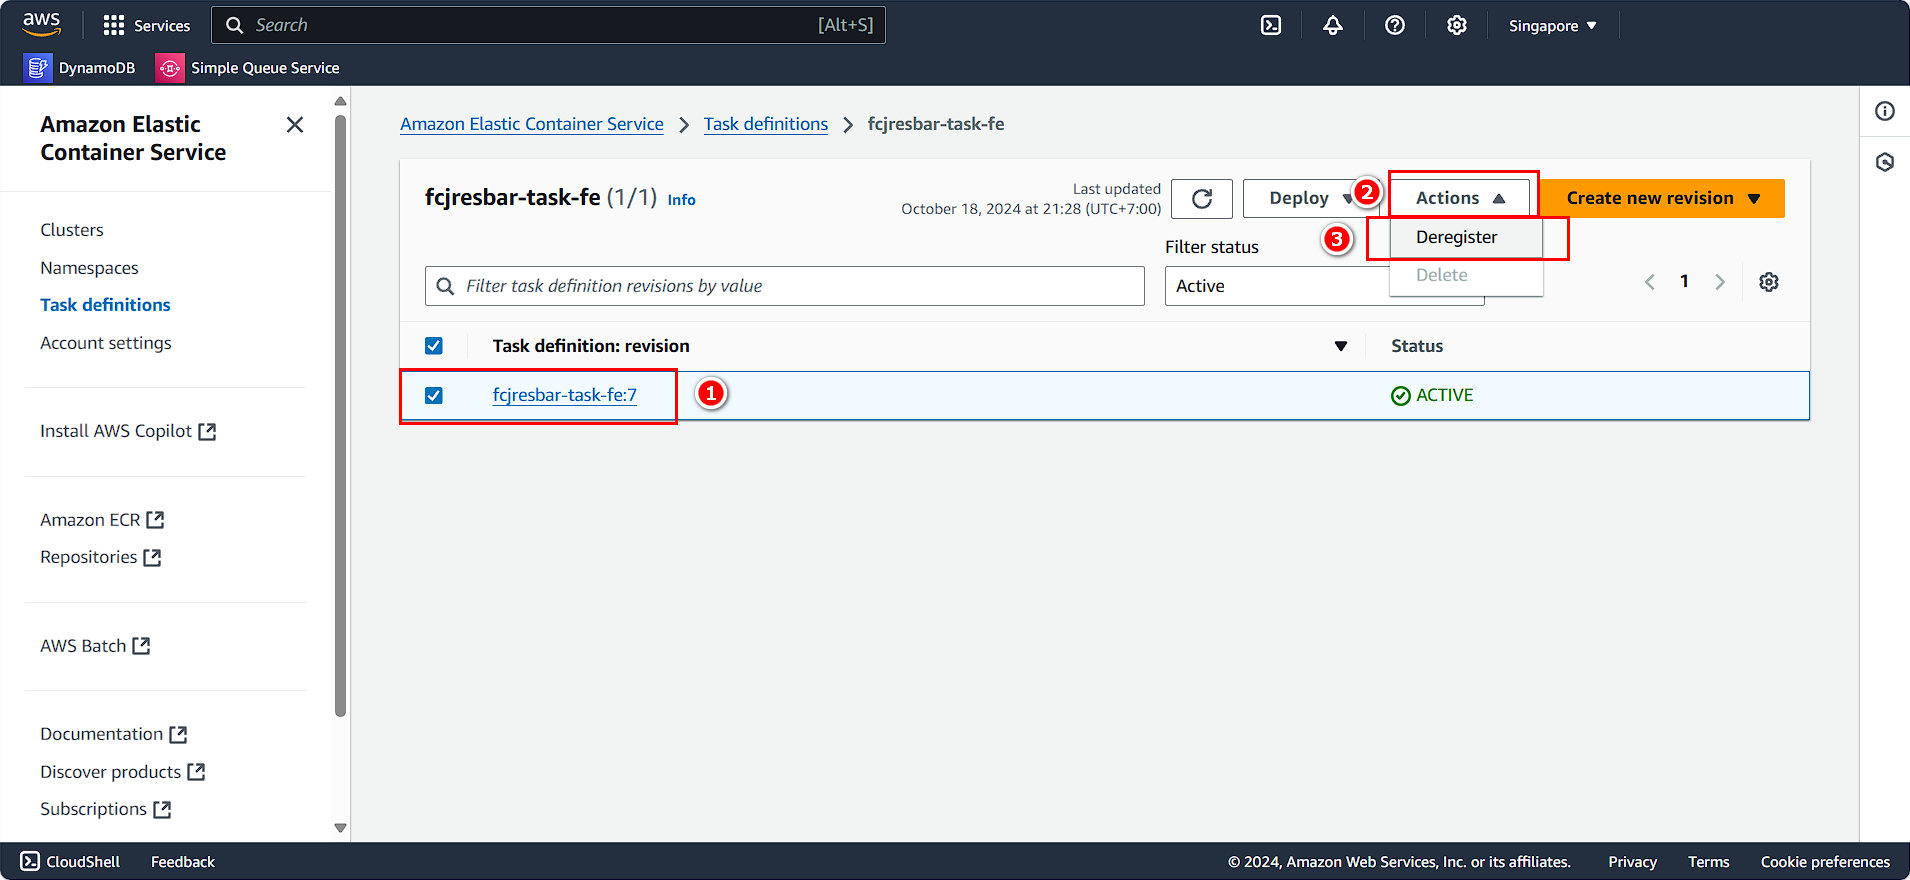 aws
Services
Search
[Alt+S]
Singapore
DynamoDB
Simple Queue Service
Amazon Elastic
Container Service
Clusters
Namespaces
Task definitions
Account settings
Install AWS Copilot
Amazon ECR
Repositories
AWS Batch
Documentation
Discover products
Subscriptions
Amazon Elastic Container Service
Task definitions
fcjresbar-task-fe
fcjresbar-task-fe (1/1) Info
Last updated
October 18, 2024 at 21:28 (UTC+7:00)
Deploy
2
Actions
Create new revision
3
Deregister
Delete
Filter status
Filter task definition revisions by value
Active
1
Task definition: revision
Status
fcjresbar-task-fe:7
1
ACTIVE
CloudShell
Feedback
© 2024, Amazon Web Services, Inc. or its affiliates.
Privacy
Terms
Cookie preferences